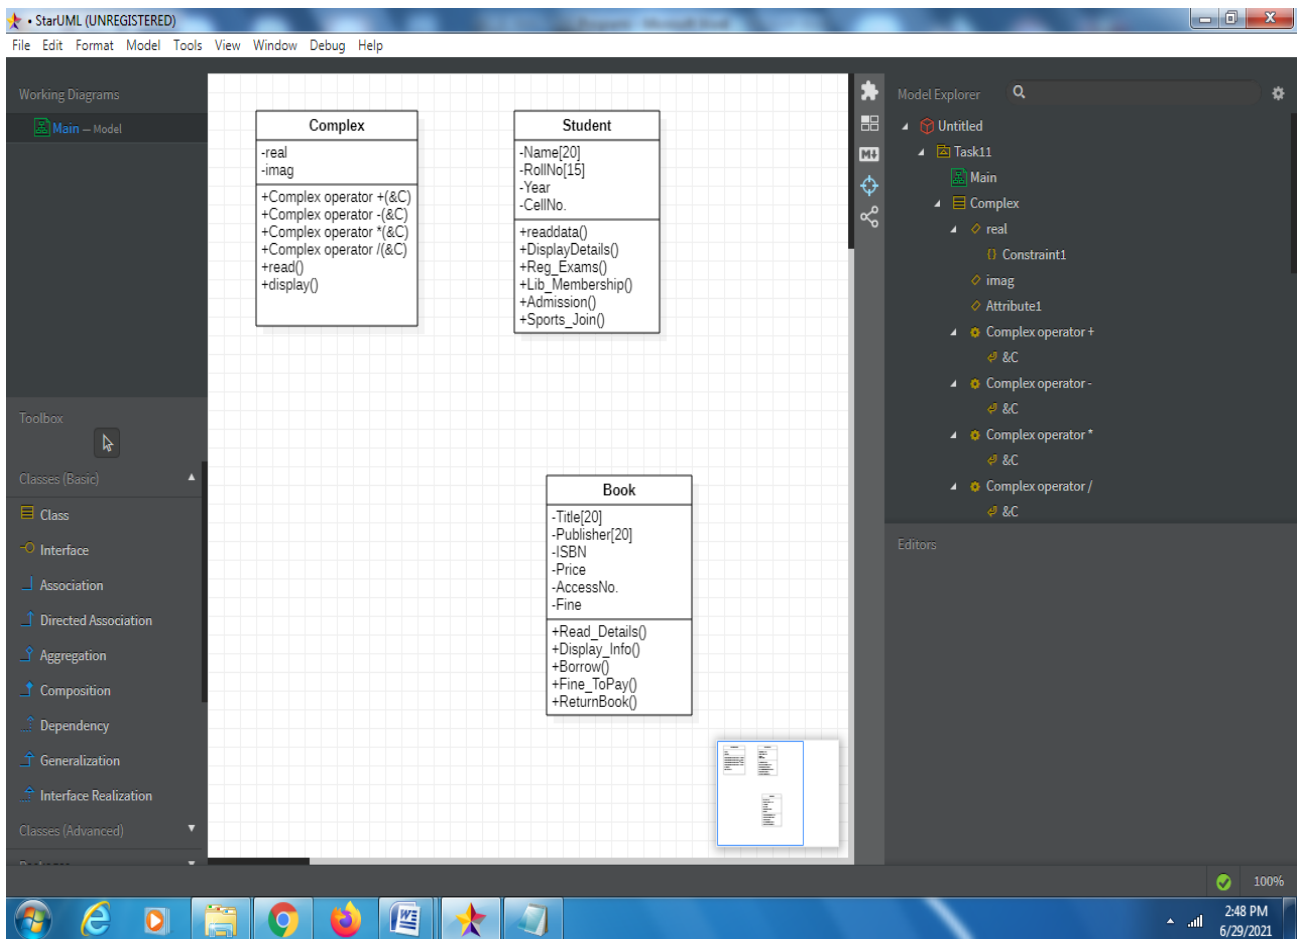 • StarUML (UNREGISTERED)
File Edit Format Model Tools View Window Debug Help
Working Diagrams
Main — Model
Toolbox
Classes (Basic)
Class
Interface
Association
Directed Association
Aggregation
Composition
Dependency
Generalization
Interface Realization
Classes (Advanced)
Complex
-real
-imag
+Complex operator +(&C)
+Complex operator -(&C)
+Complex operator *(&C)
+Complex operator /(&C)
+read()
+display()
Student
-Name[20]
-RollNo[15]
-Year
-CellNo.
+readdata()
+DisplayDetails()
+Reg_Exams()
+Lib_Membership()
+Admission()
+Sports_Join()
Book
-Title[20]
-Publisher[20]
-ISBN
-Price
-AccessNo.
-Fine
+Read_Details()
+Display_Info()
+Borrow()
+Fine_ToPay()
+ReturnBook()
Model Explorer
Untitled
Task11
Main
Complex
real
{} Constraint1
imag
Attribute1
Complex operator +
&C
Complex operator -
&C
Complex operator *
&C
Complex operator /
&C
Editors
100%
2:48 PM
6/29/2021